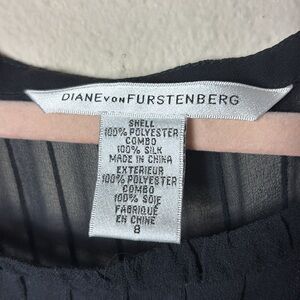 DIANE VON FURSTENBERG
SHELL
100% POLYESTER
COMBO
100% SILK
MADE IN CHINA
EXTERIEUR
100% POLYESTER
COMBO
100% SOIE
FABRIQUÉ
EN CHINE
8